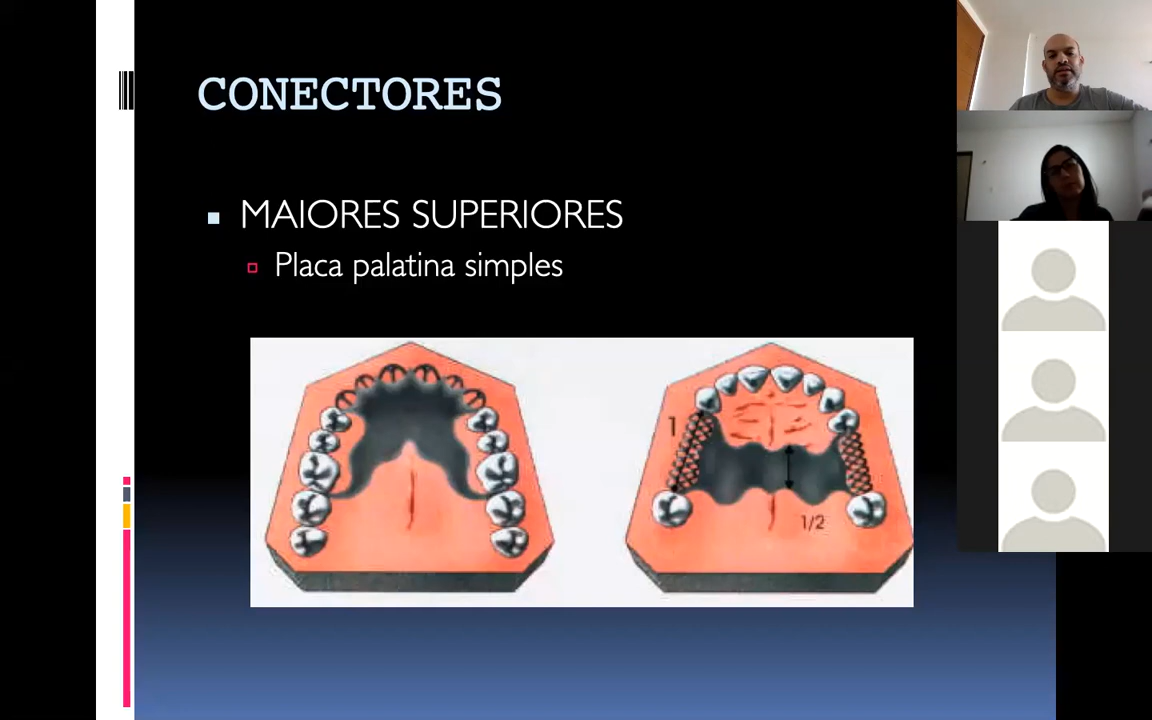 CONECTORES
MAIORES SUPERIORES
Placa palatina simples
1
1/2